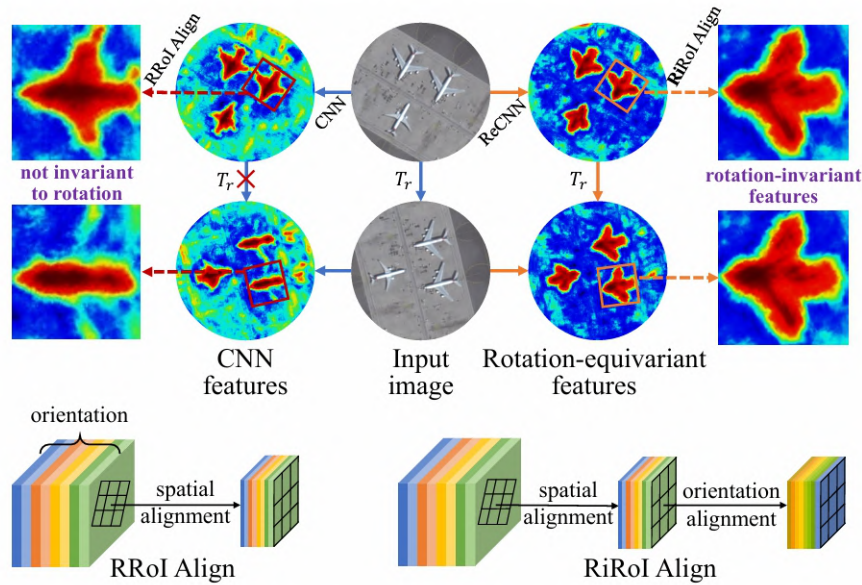 RRoI Align
CNN
ReCNN
RiRoI Align
not invariant
to rotation
T_r
T_r
T_r
rotation-invariant
features
CNN
features
Input
image
Rotation-equivariant
features
orientation
spatial
alignment
RRoI Align
spatial
alignment
orientation
alignment
RiRoI Align